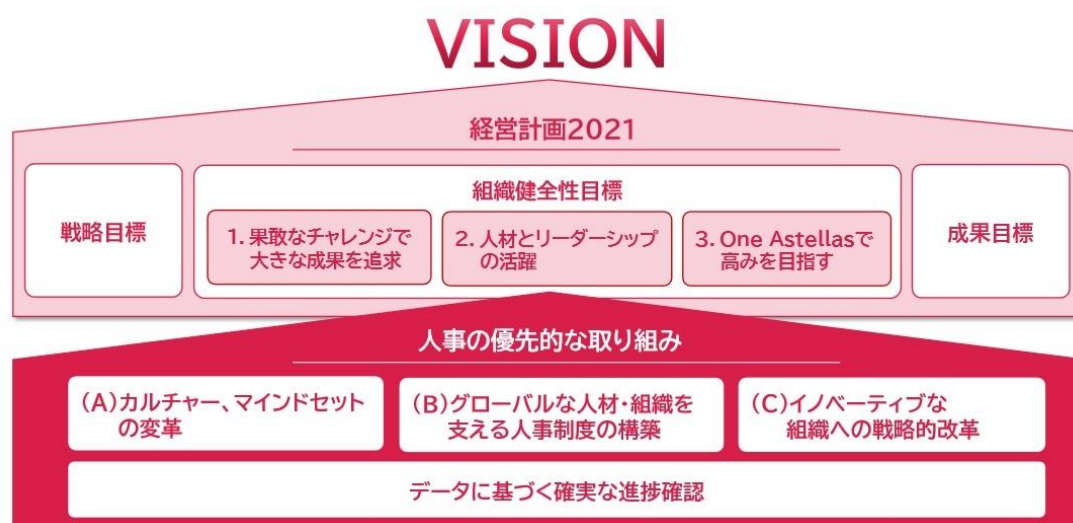 VISION
経営計画2021
戦略目標
組織健全性目標
1. 果敢なチャレンジで
大きな成果を追求
2. 人材とリーダーシップ
の活躍
3. One Astellasで
高みを目指す
成果目標
人事の優先的な取り組み
(A)カルチャー、マインドセット
の変革
(B)グローバルな人材・組織を
支える人事制度の構築
(C)イノベーティブな
組織への戦略的改革
データに基づく確実な進捗確認